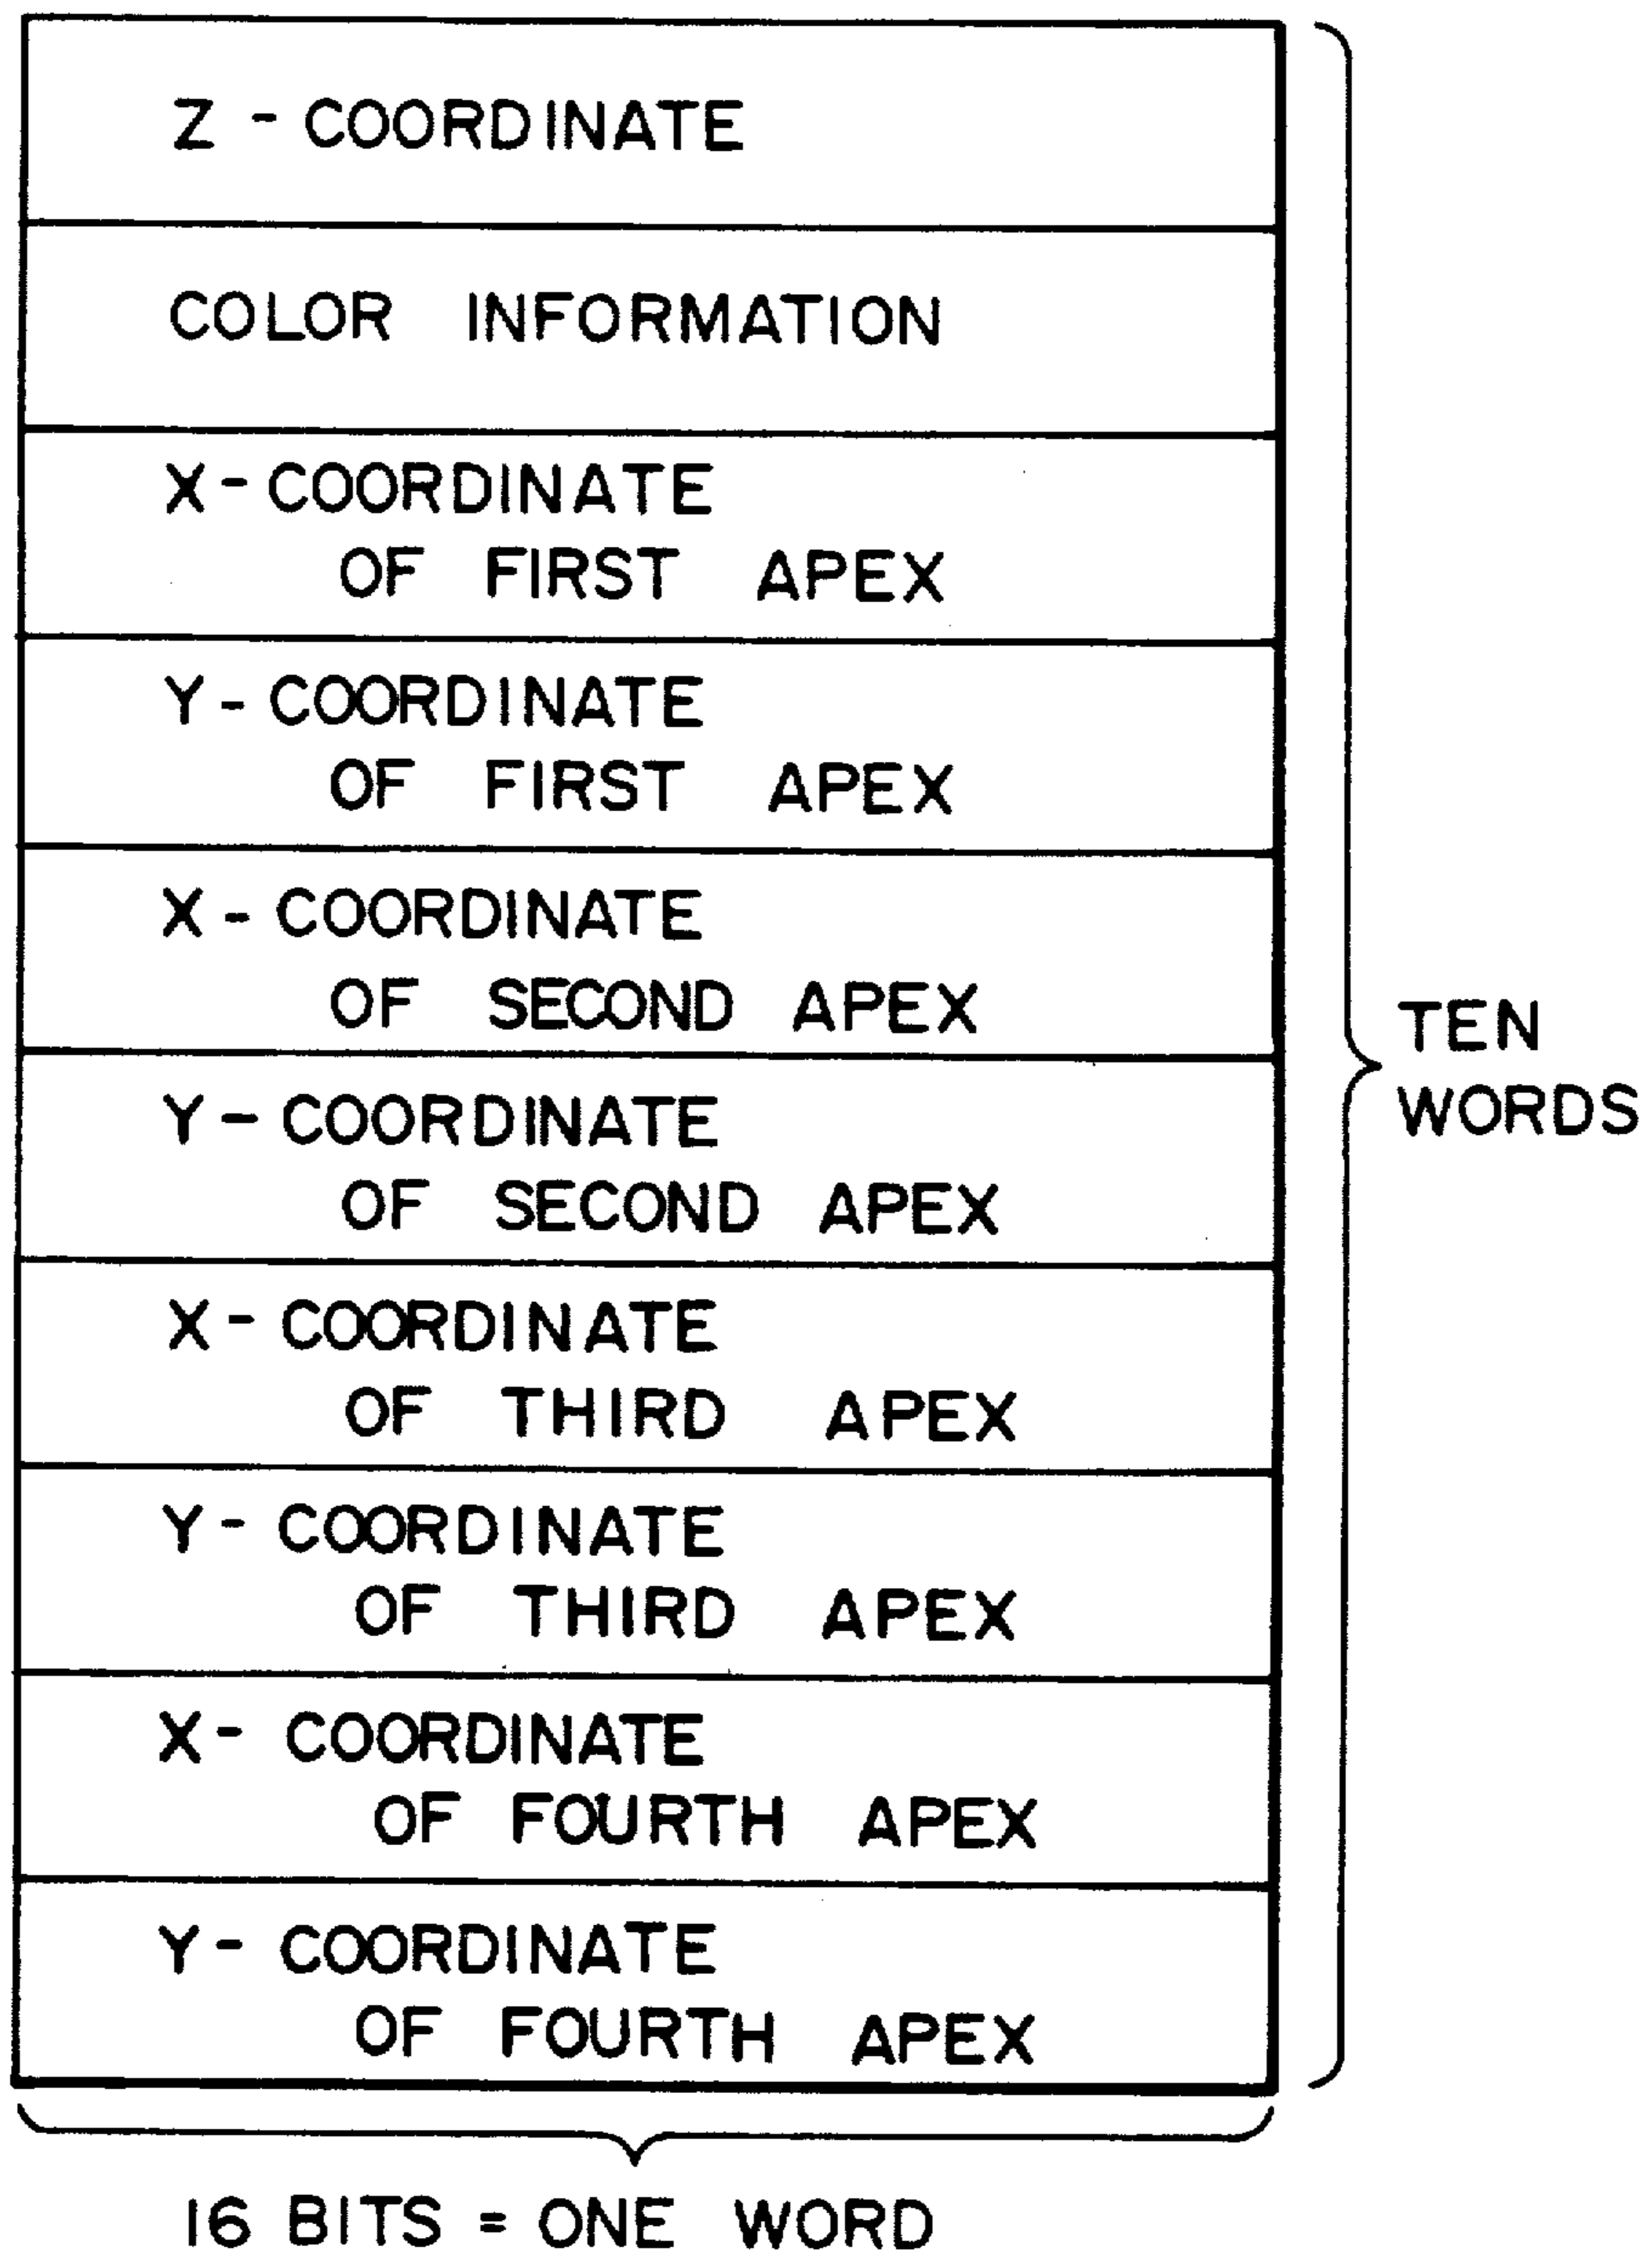 Z - COORDINATE
COLOR INFORMATION
X - COORDINATE
OF FIRST APEX
Y - COORDINATE
OF FIRST APEX
X - COORDINATE
OF SECOND APEX
Y - COORDINATE
OF SECOND APEX
X - COORDINATE
OF THIRD APEX
Y - COORDINATE
OF THIRD APEX
X - COORDINATE
OF FOURTH APEX
Y - COORDINATE
OF FOURTH APEX
TEN
WORDS
16 BITS = ONE WORD